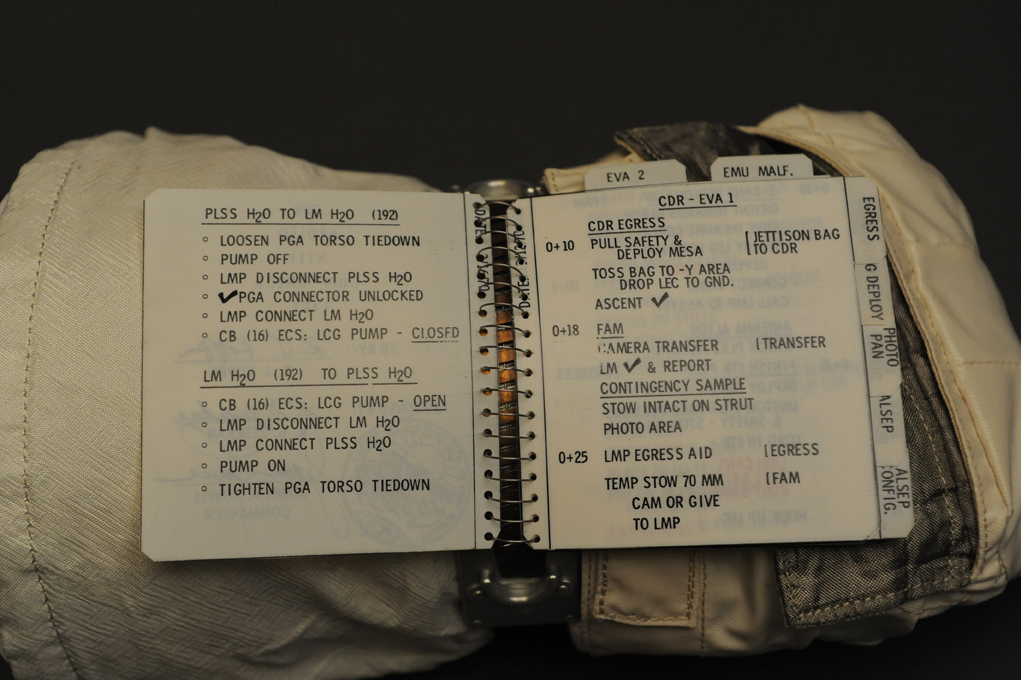 PLSS H₂O TO LM H₂O (192)
° LOOSEN PGA TORSO TIEDOWN
° PUMP OFF
° LMP DISCONNECT PLSS H₂O
° ✔PGA CONNECTOR UNLOCKED
° LMP CONNECT LM H₂O
° CB (16) ECS: LCG PUMP - CLOSED
LM H₂O (192) TO PLSS H₂O
° CB (16) ECS: LCG PUMP - OPEN
° LMP DISCONNECT LM H₂O
° LMP CONNECT PLSS H₂O
° PUMP ON
° TIGHTEN PGA TORSO TIEDOWN
EVA 2
EMU MALF.
CDR - EVA 1
CDR EGRESS
0+10 PULL SAFETY & [JETTISON BAG
DEPLOY MESA TO CDR
TOSS BAG TO -Y AREA
DROP LEC TO GND.
ASCENT ✔
0+18 FAM
CAMERA TRANSFER [TRANSFER
LM ✔ & REPORT
CONTINGENCY SAMPLE
STOW INTACT ON STRUT
PHOTO AREA
0+25 LMP EGRESS AID [EGRESS
TEMP STOW 70 MM [FAM
CAM OR GIVE
TO LMP
EGRESS
DEPLOY
PHOTO
PAN
ALSEP
ALSEP
CONFIG.